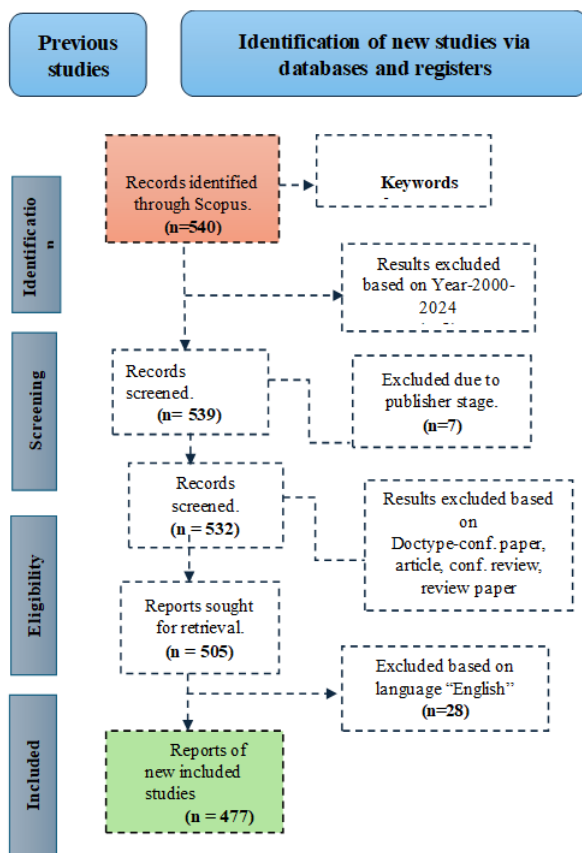 Previous
studies
Identification of new studies via
databases and registers
Identificatio
n
Records identified
through Scopus.
(n=540)
Keywords
Results excluded
based on Year-2000-
2024
Screening
Records
screened.
(n= 539)
Excluded due to
publisher stage.
(n=7)
Records
screened.
(n = 532)
Results excluded based
on
Doctype-conf. paper,
article, conf. review,
review paper
Eligibility
Reports sought
for retrieval.
(n = 505)
Excluded based on
language “English”
(n=28)
Included
Reports of
new included
studies
(n = 477)